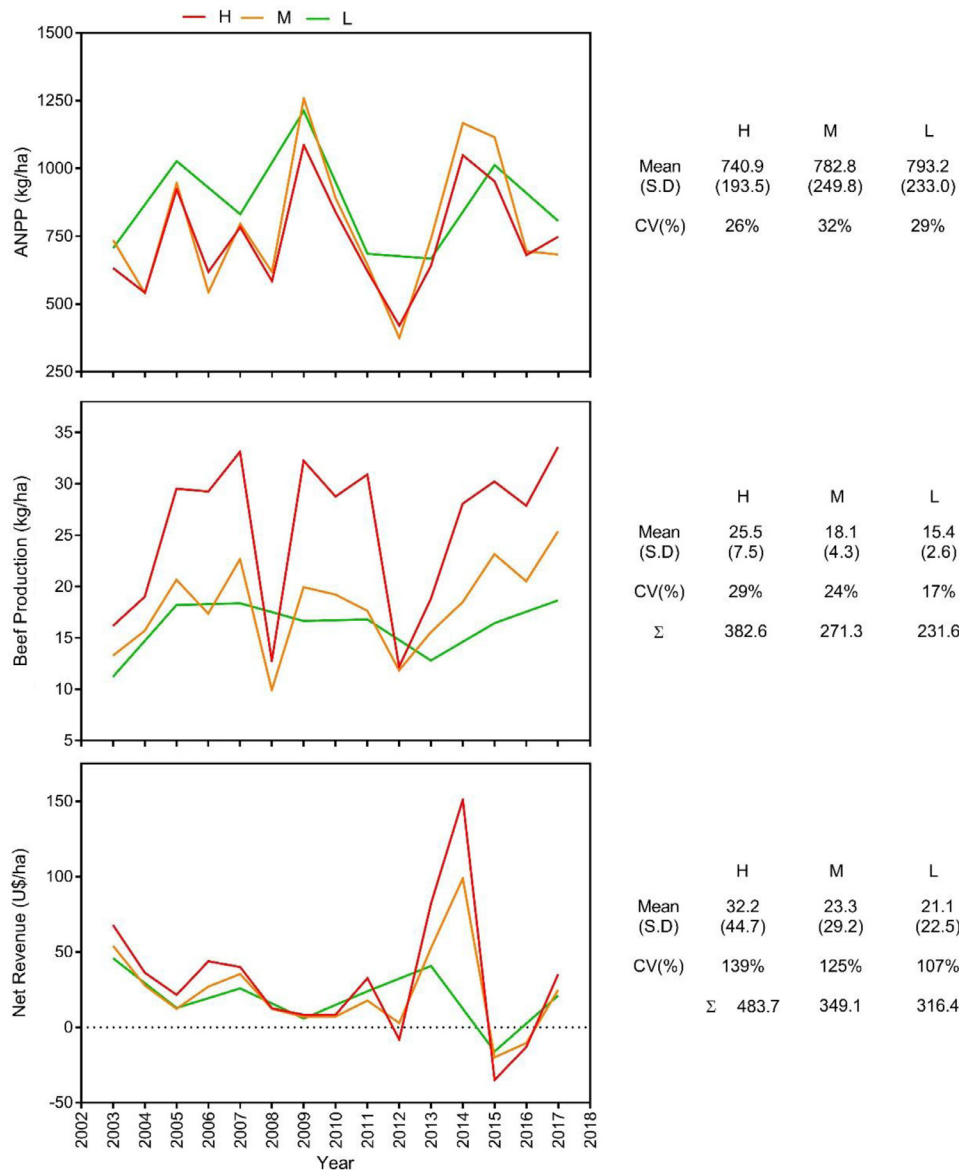 H M L
1500
1250
1000
750
500
250
ANPP (kg/ha)
H M L
Mean 740.9 782.8 793.2
(S.D) (193.5) (249.8) (233.0)
CV(%) 26% 32% 29%
35
30
25
20
15
10
5
Beef Production (kg/ha)
H M L
Mean 25.5 18.1 15.4
(S.D) (7.5) (4.3) (2.6)
CV(%) 29% 24% 17%
Σ 382.6 271.3 231.6
150
100
50
0
-50
Net Revenue (U$/ha)
H M L
Mean 32.2 23.3 21.1
(S.D) (44.7) (29.2) (22.5)
CV(%) 139% 125% 107%
Σ 483.7 349.1 316.4
2002 2003 2004 2005 2006 2007 2008 2009 2010 2011 2012 2013 2014 2015 2016 2017 2018
Year